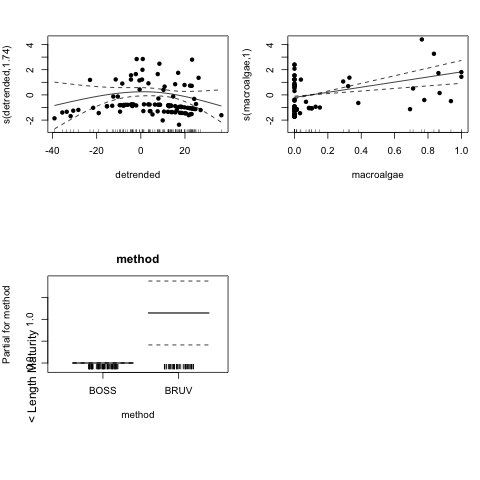 s(detrended,1.74)
4
2
0
-2
-40
-20
0
20
detrended
s(macroalgae,1)
4
2
0
-2
0.0
0.2
0.4
0.6
0.8
1.0
macroalgae
method
Partial for method
1.0
< Length Maturity
BOSS
BRUV
method